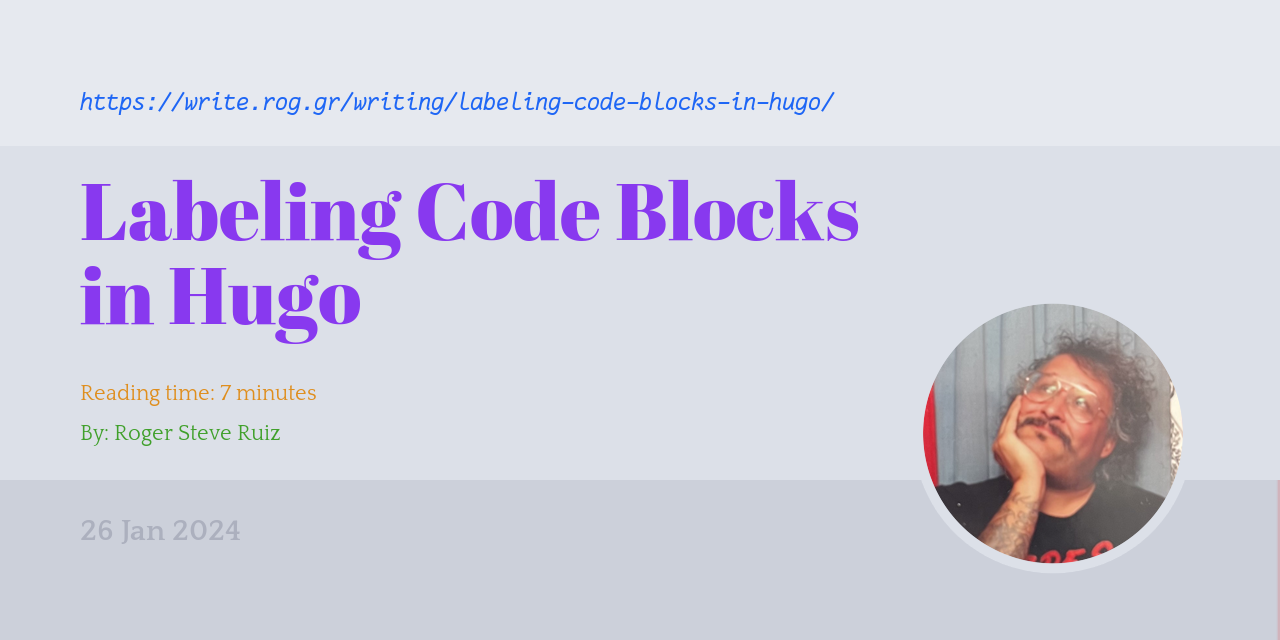 https://write.rog.gr/writing/labeling-code-blocks-in-hugo/
Labeling Code Blocks
in Hugo
Reading time: 7 minutes
By: Roger Steve Ruiz
26 Jan 2024